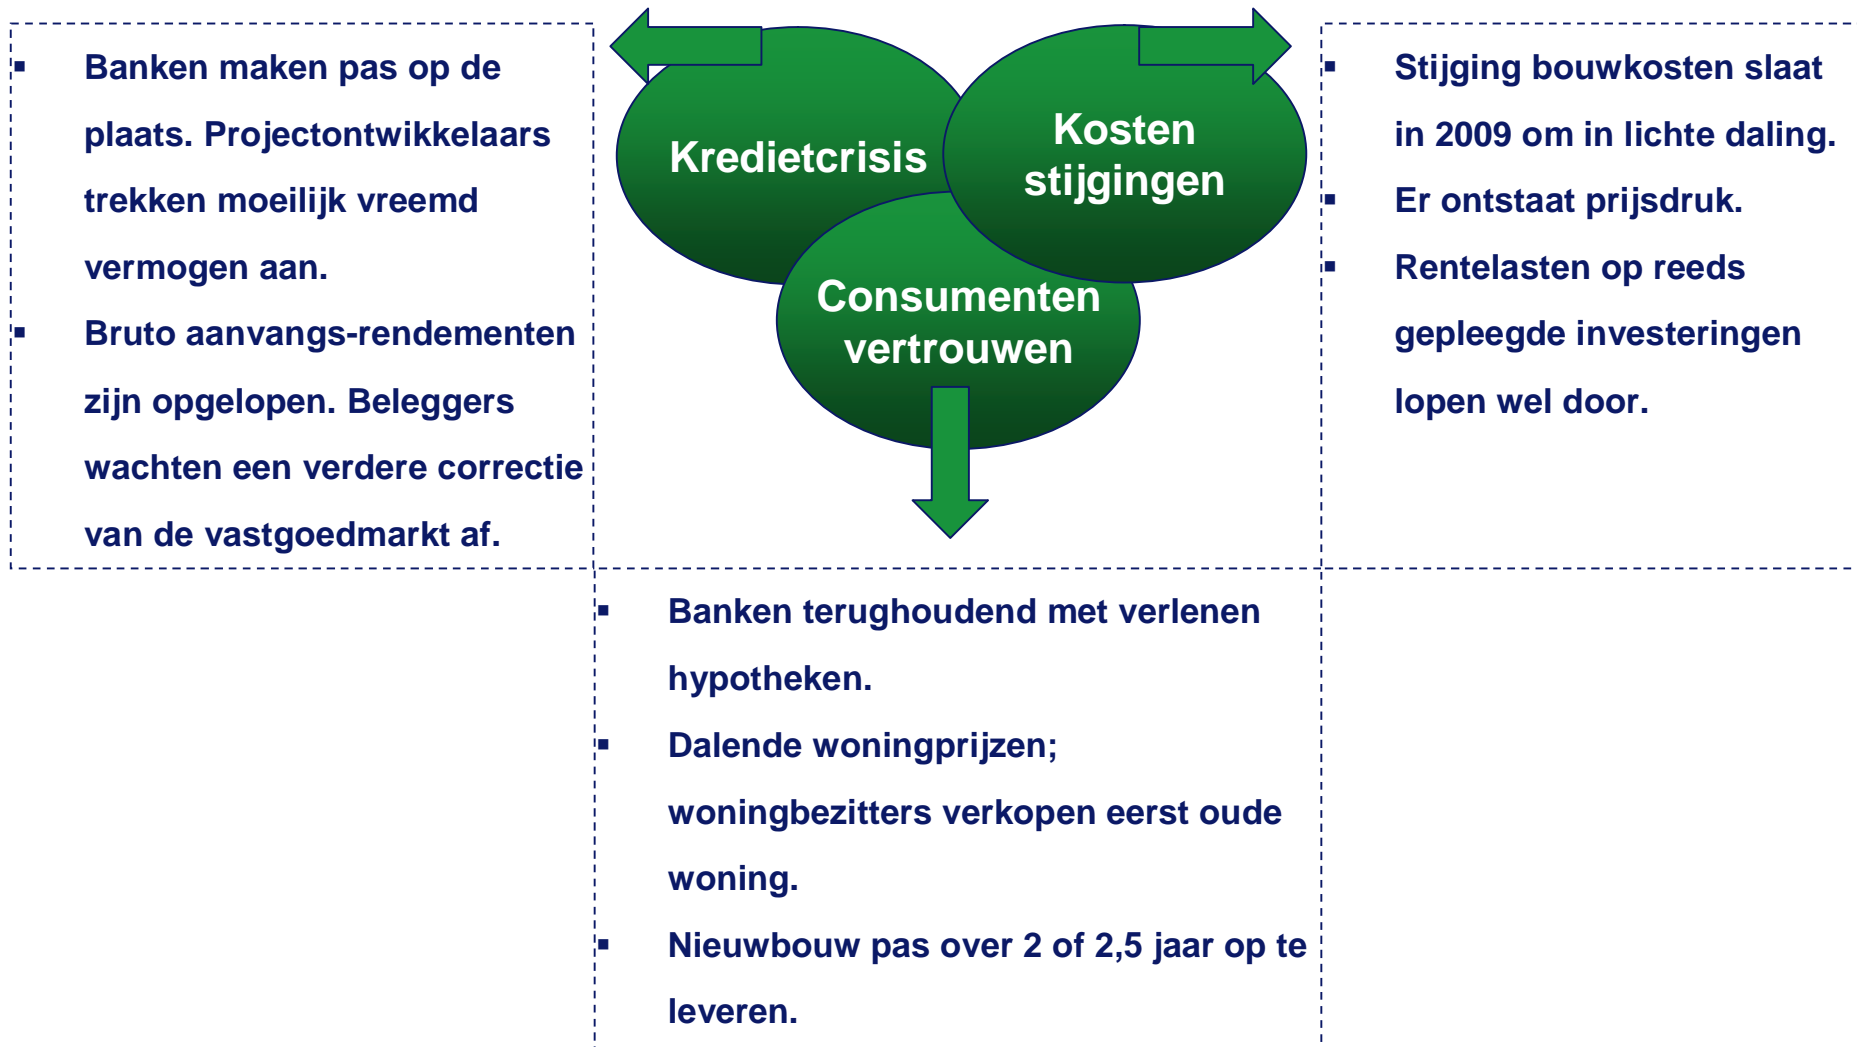 ▪ Banken maken pas op de
plaats. Projectontwikkelaars
trekken moeilijk vreemd
vermogen aan.
▪ Bruto aanvangs-rendementen
zijn opgelopen. Beleggers
wachten een verdere correctie
van de vastgoedmarkt af.
Kredietcrisis
Kosten
stijgingen
Consumenten
vertrouwen
▪ Stijging bouwkosten slaat
in 2009 om in lichte daling.
▪ Er ontstaat prijsdruk.
▪ Rentelasten op reeds
gepleegde investeringen
lopen wel door.
▪ Banken terughoudend met verlenen
hypotheken.
▪ Dalende woningprijzen;
woningbezitters verkopen eerst oude
woning.
▪ Nieuwbouw pas over 2 of 2,5 jaar op te
leveren.